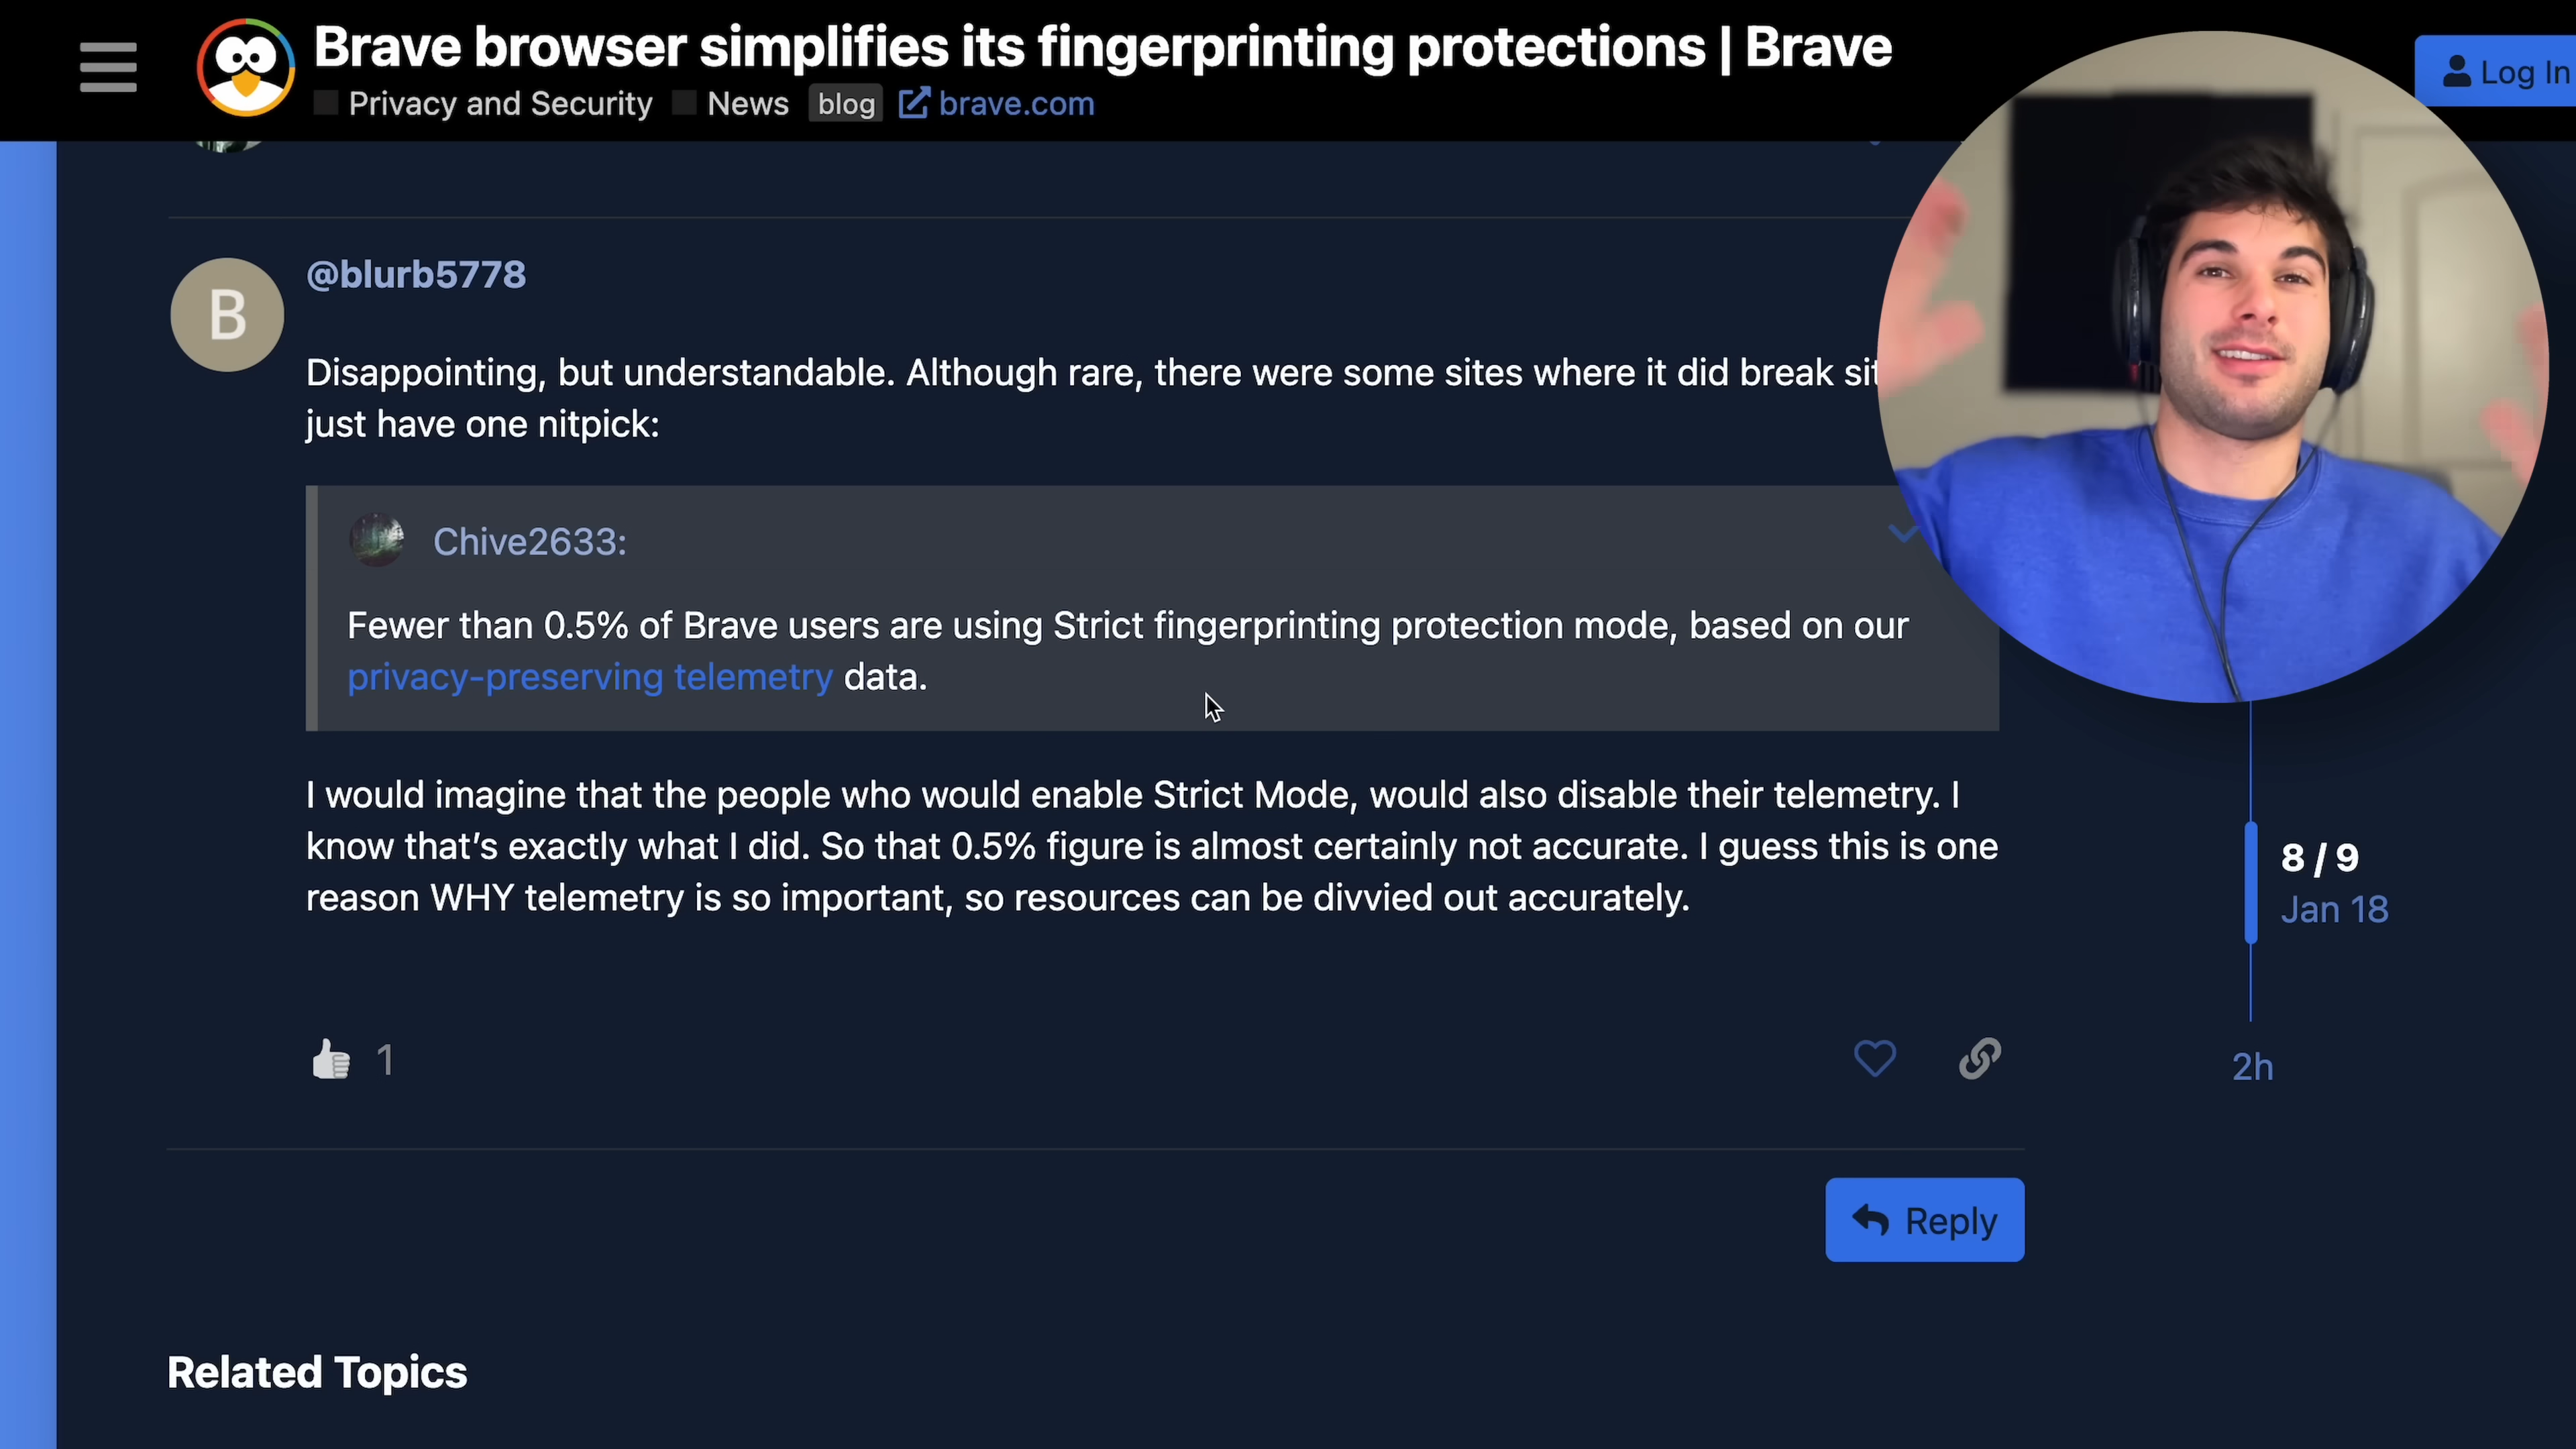 Brave browser simplifies its fingerprinting protections | Brave
Privacy and Security News blog brave.com
Log In
@blurb5778
B
Disappointing, but understandable. Although rare, there were some sites where it did break
just have one nitpick:
Chive2633:
Fewer than 0.5% of Brave users are using Strict fingerprinting protection mode, based on our
privacy-preserving telemetry data.
I would imagine that the people who would enable Strict Mode, would also disable their telemetry. I
know that’s exactly what I did. So that 0.5% figure is almost certainly not accurate. I guess this is one
reason WHY telemetry is so important, so resources can be divvied out accurately.
8 / 9
Jan 18
1
2h
Reply
Related Topics